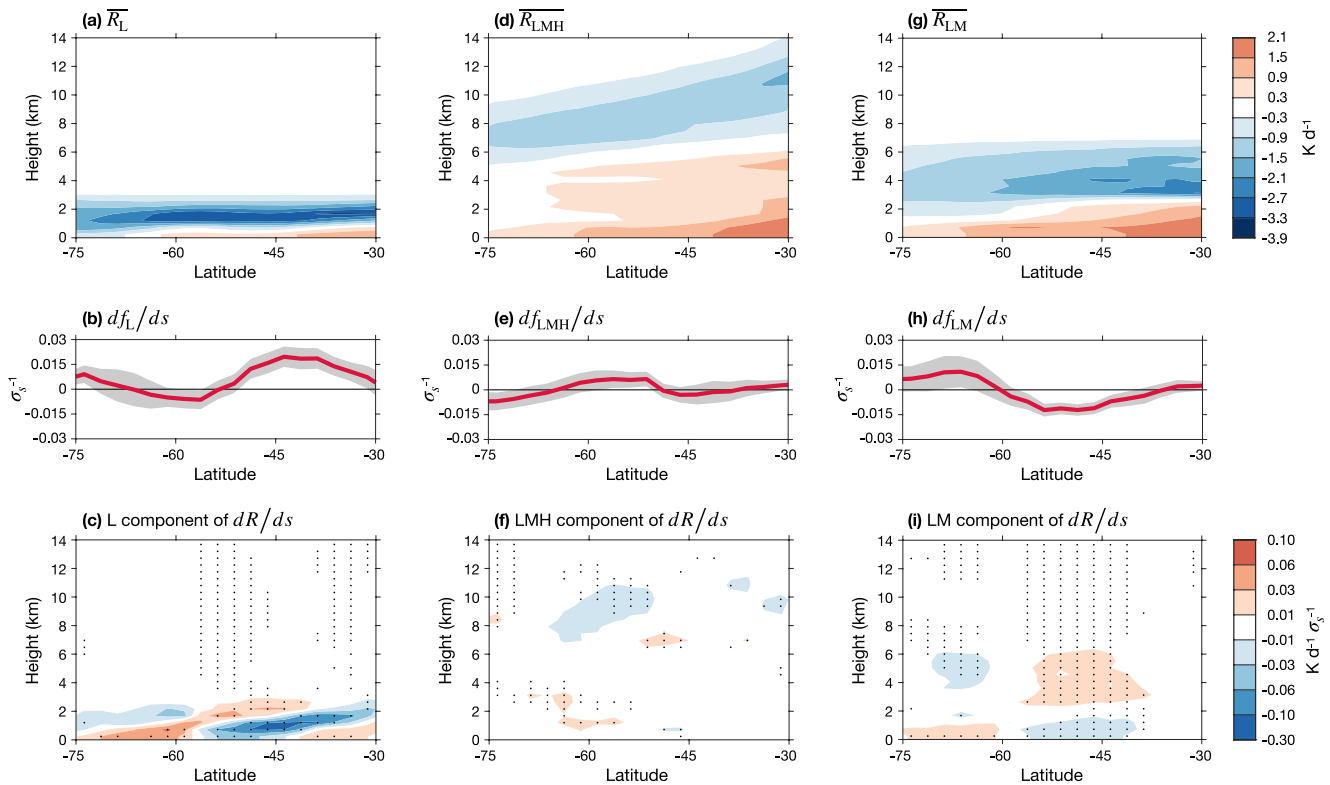 (a) R_L
Height (km)
14
12
10
8
6
4
2
0
-75 -60 -45 -30
Latitude
(d) R_LMH
Height (km)
14
12
10
8
6
4
2
0
-75 -60 -45 -30
Latitude
(g) R_LM
Height (km)
14
12
10
8
6
4
2
0
-75 -60 -45 -30
Latitude
2.1
1.5
0.9
0.3
-0.3
-0.9
-1.5
-2.1
-2.7
-3.3
-3.9
K d⁻¹
(b) df_L/ds
σ_s⁻¹
0.03
0.015
0
-0.015
-0.03
-75 -60 -45 -30
Latitude
(e) df_LMH/ds
σ_s⁻¹
0.03
0.015
0
-0.015
-0.03
-75 -60 -45 -30
Latitude
(h) df_LM/ds
σ_s⁻¹
0.03
0.015
0
-0.015
-0.03
-75 -60 -45 -30
Latitude
(c) L component of dR/ds
Height (km)
14
12
10
8
6
4
2
0
-75 -60 -45 -30
Latitude
(f) LMH component of dR/ds
Height (km)
14
12
10
8
6
4
2
0
-75 -60 -45 -30
Latitude
(i) LM component of dR/ds
Height (km)
14
12
10
8
6
4
2
0
-75 -60 -45 -30
Latitude
0.10
0.06
0.03
0.01
-0.01
-0.03
-0.06
-0.10
-0.30
K d⁻¹ σ_s⁻¹